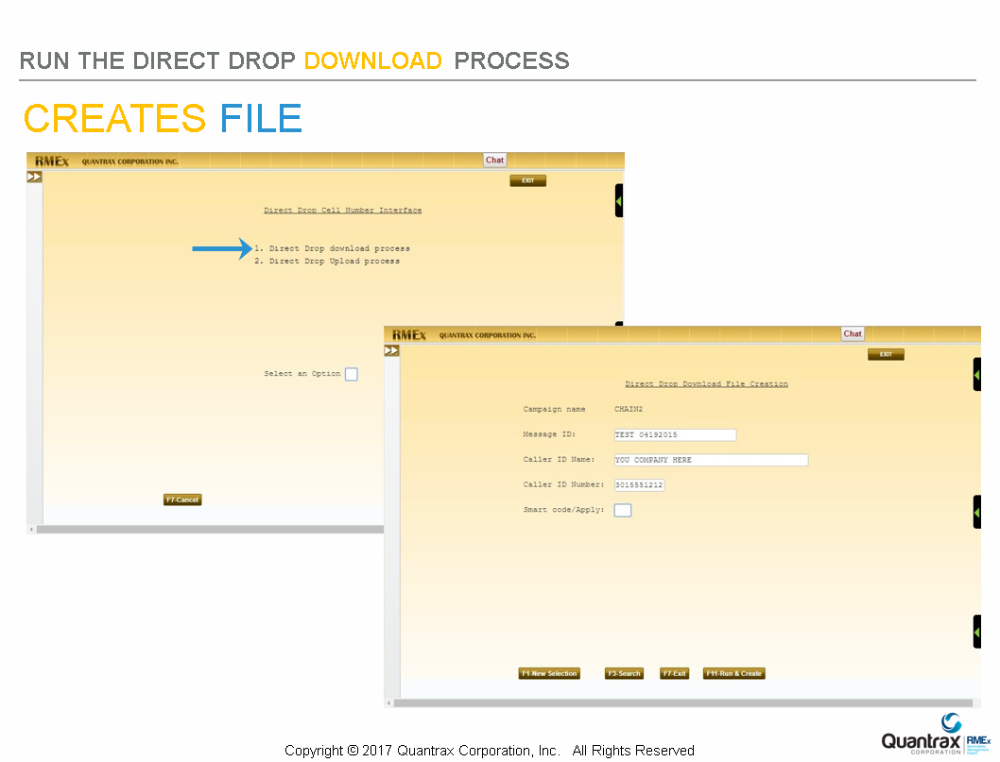 RUN THE DIRECT DROP DOWNLOAD PROCESS
CREATES FILE
RMEx QUANTRAX CORPORATION INC. Chat
EXIT
Direct Drop Cell Number Interface
1. Direct Drop download process
2. Direct Drop Upload process
Select an Option
F7-Cancel
RMEx QUANTRAX CORPORATION INC. Chat
EXIT
Direct Drop Download File Creation
Campaign name CHAIN2
Message ID: TEST 04192015
Caller ID Name: YOU COMPANY HERE
Caller ID Number: 3015551212
Smart code/Apply:
F1-New Selection F3-Search F7-Exit F11-Run & Create
Copyright © 2017 Quantrax Corporation, Inc. All Rights Reserved
Quantrax
CORPORATION
RMEx